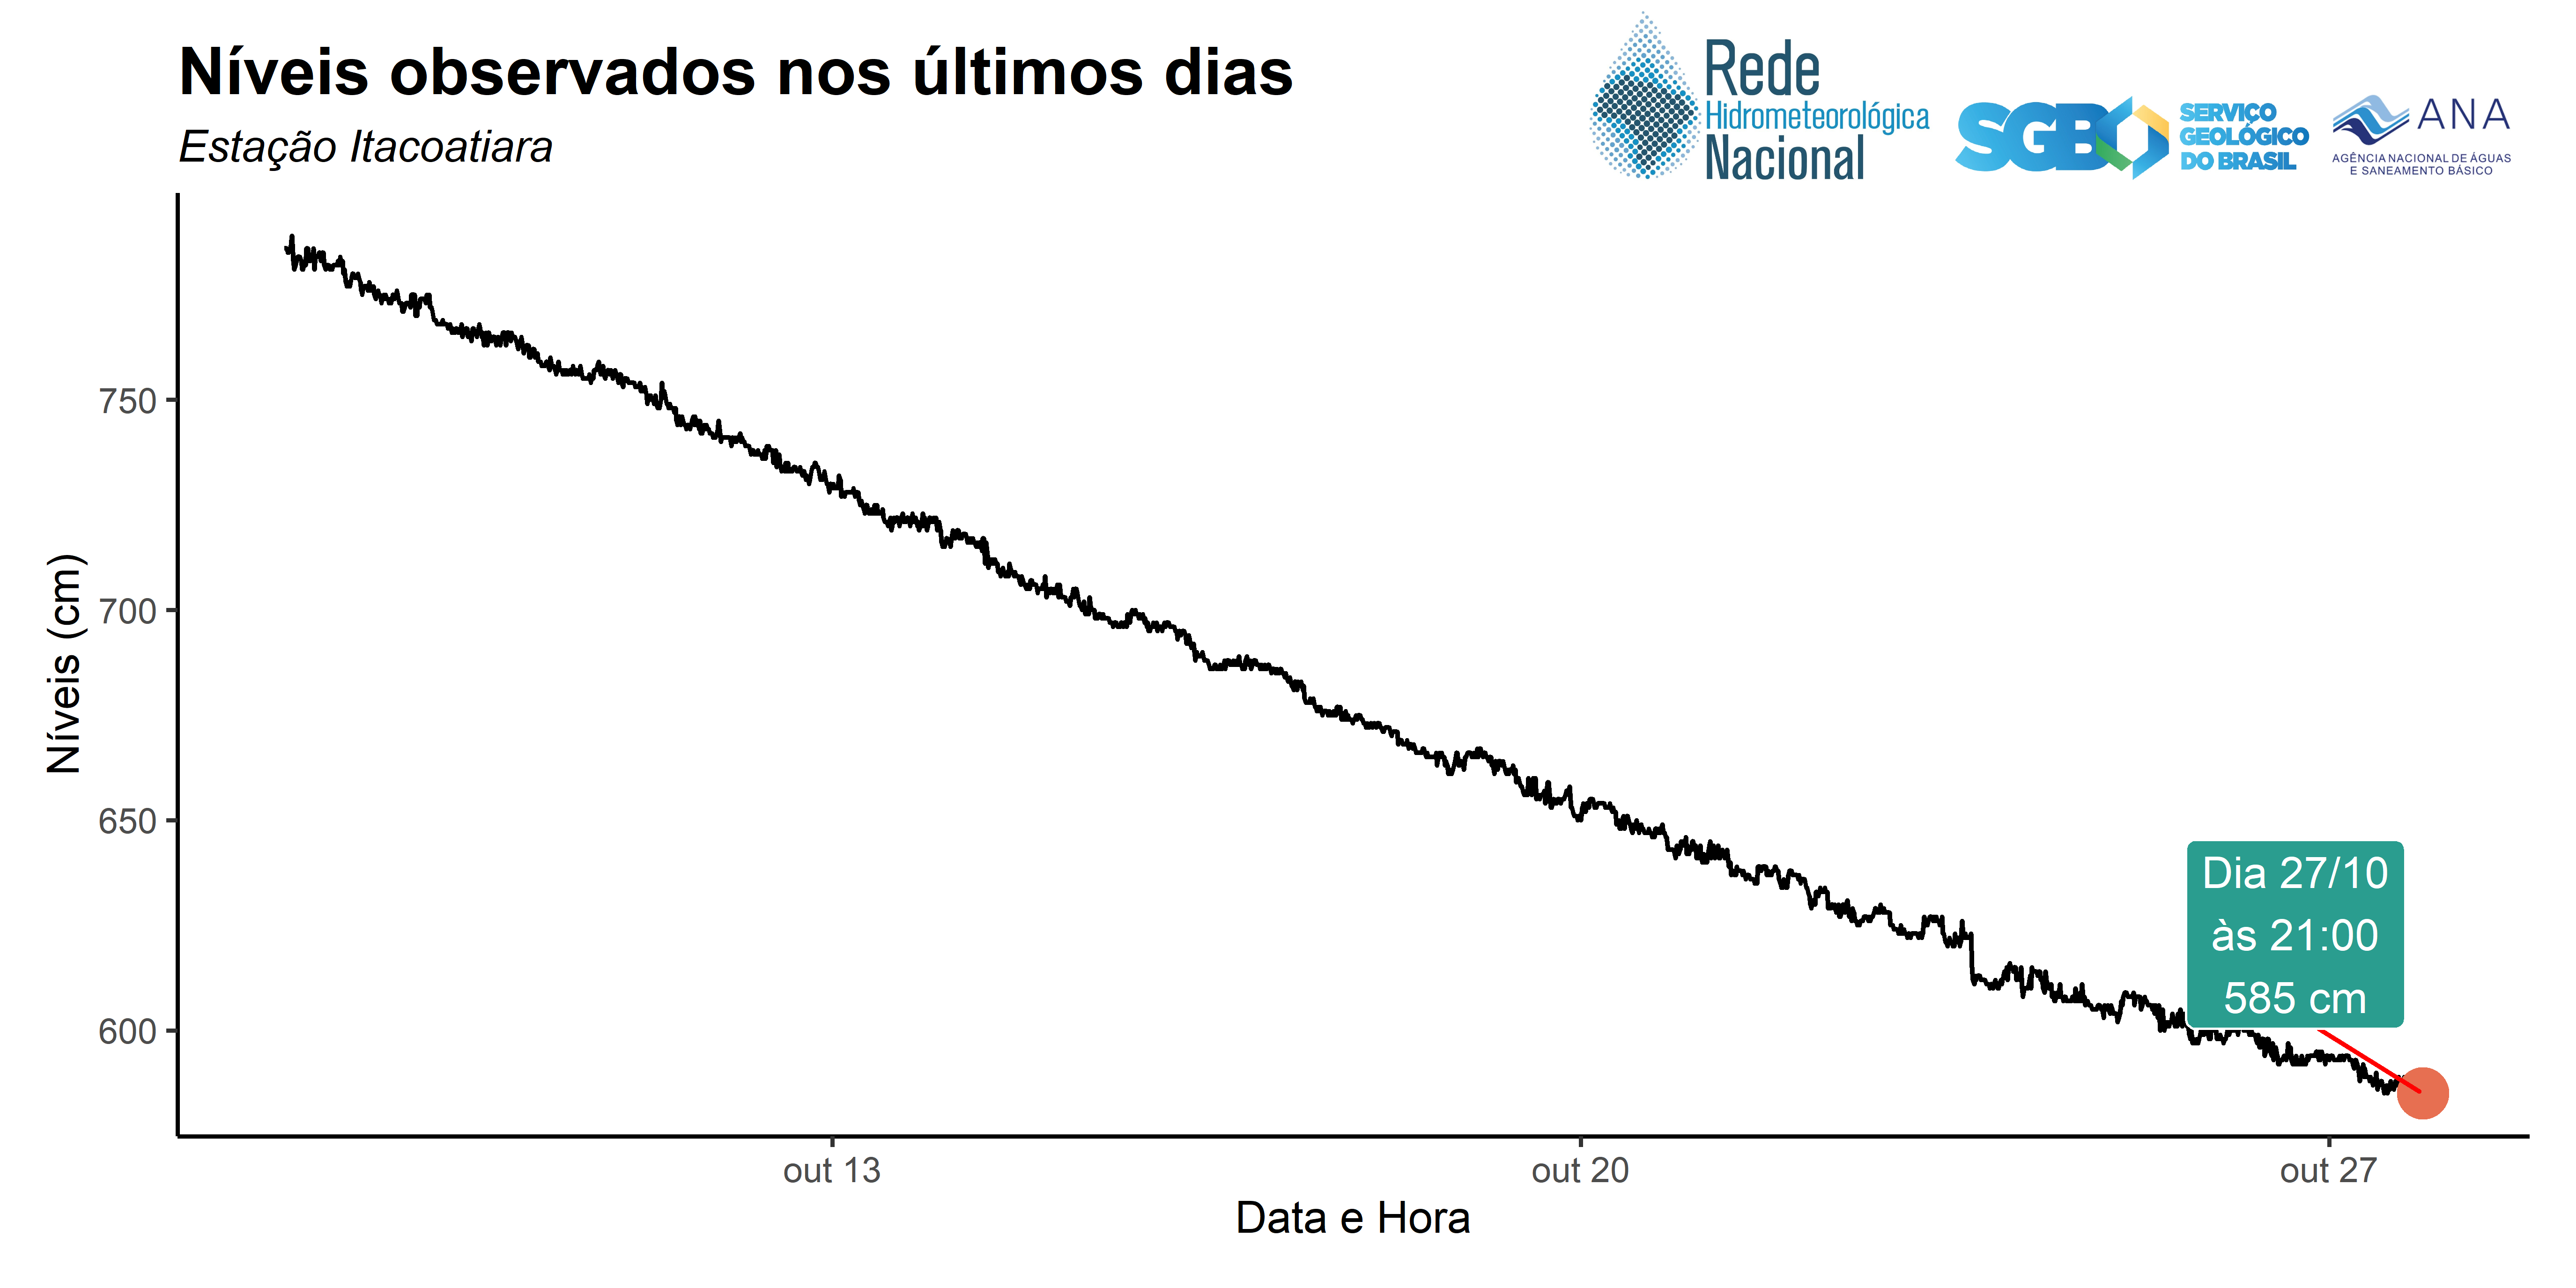 Níveis observados nos últimos dias
Estação Itacoatiara
Rede
Hidrometeorológica
Nacional
SGB
SERVIÇO
GEOLÓGICO
DO BRASIL
ANA
AGÊNCIA NACIONAL DE ÁGUAS
E SANEAMENTO BÁSICO
Níveis (cm)
750
700
650
600
Dia 27/10
às 21:00
585 cm
out 13
out 20
out 27
Data e Hora